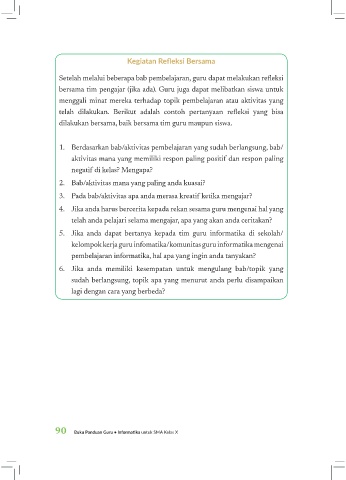 Kegiatan Refleksi Bersama
Setelah melalui beberapa bab pembelajaran, guru dapat melakukan refleksi
bersama tim pengajar (jika ada). Guru juga dapat melibatkan siswa untuk
menggali minat mereka terhadap topik pembelajaran atau aktivitas yang
telah dilakukan. Berikut adalah contoh pertanyaan refleksi yang bisa
dilakukan bersama, baik bersama tim guru maupun siswa.
1. Berdasarkan bab/aktivitas pembelajaran yang sudah berlangsung, bab/
aktivitas mana yang memiliki respon paling positif dan respon paling
negatif di kelas? Mengapa?
2. Bab/aktivitas mana yang paling anda kuasai?
3. Pada bab/aktivitas apa anda merasa kreatif ketika mengajar?
4. Jika anda harus bercerita kepada rekan sesama guru mengenai hal yang
telah anda pelajari selama mengajar, apa yang akan anda ceritakan?
5. Jika anda dapat bertanya kepada tim guru informatika di sekolah/
kelompok kerja guru infomatika/komunitas guru informatika mengenai
pembelajaran informatika, hal apa yang ingin anda tanyakan?
6. Jika anda memiliki kesempatan untuk mengulang bab/topik yang
sudah berlangsung, topik apa yang menurut anda perlu disampaikan
lagi dengan cara yang berbeda?
90 Buku Panduan Guru • Informatika untuk SMA Kelas X